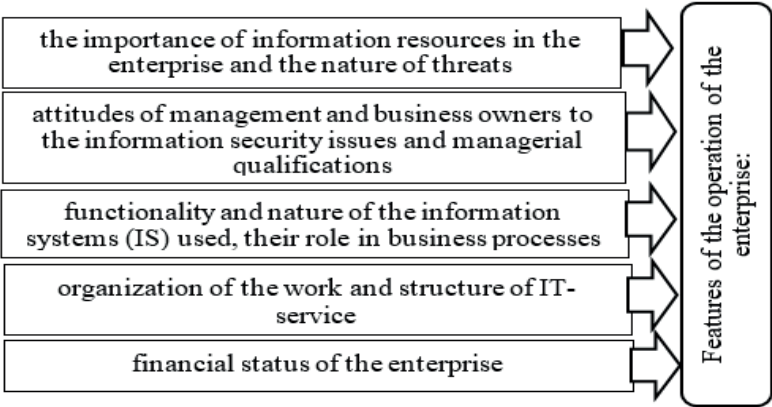 the importance of information resources in the
enterprise and the nature of threats
attitudes of management and business owners to
the information security issues and managerial
qualifications
functionality and nature of the information
systems (IS) used, their role in business processes
organization of the work and structure of IT-
service
financial status of the enterprise
Features of the operation of the
enterprise: